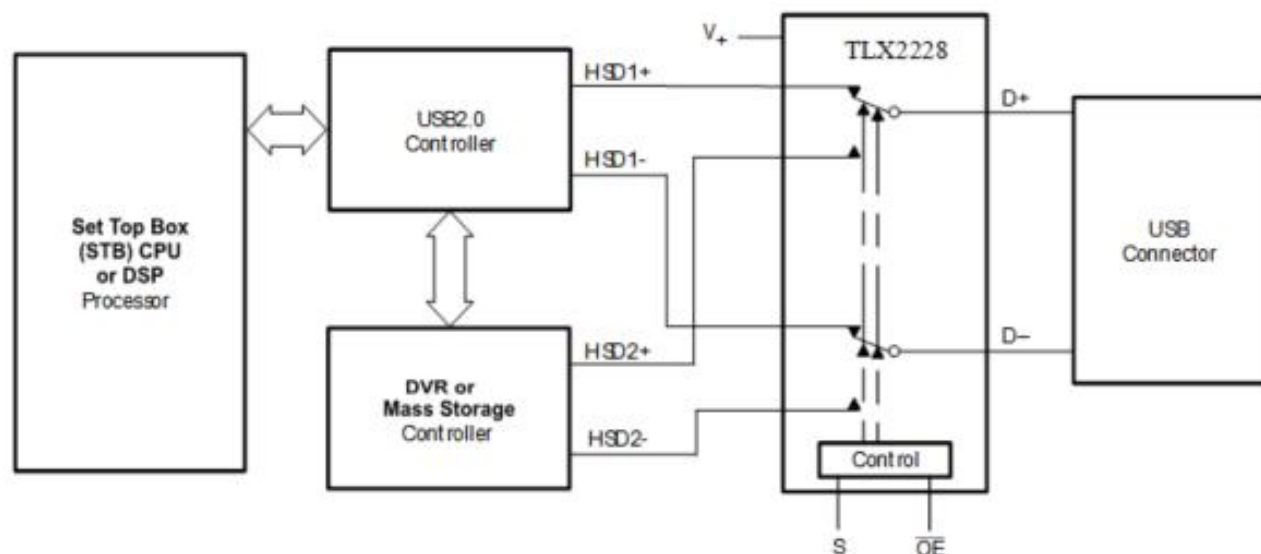 V+
TLX2228
HSD1+
USB2.0
Controller
D+
HSD1-
Set Top Box
(STB) CPU
or DSP
Processor
USB
Connector
HSD2+
D–
DVR or
Mass Storage
Controller
HSD2-
Control
S
OE